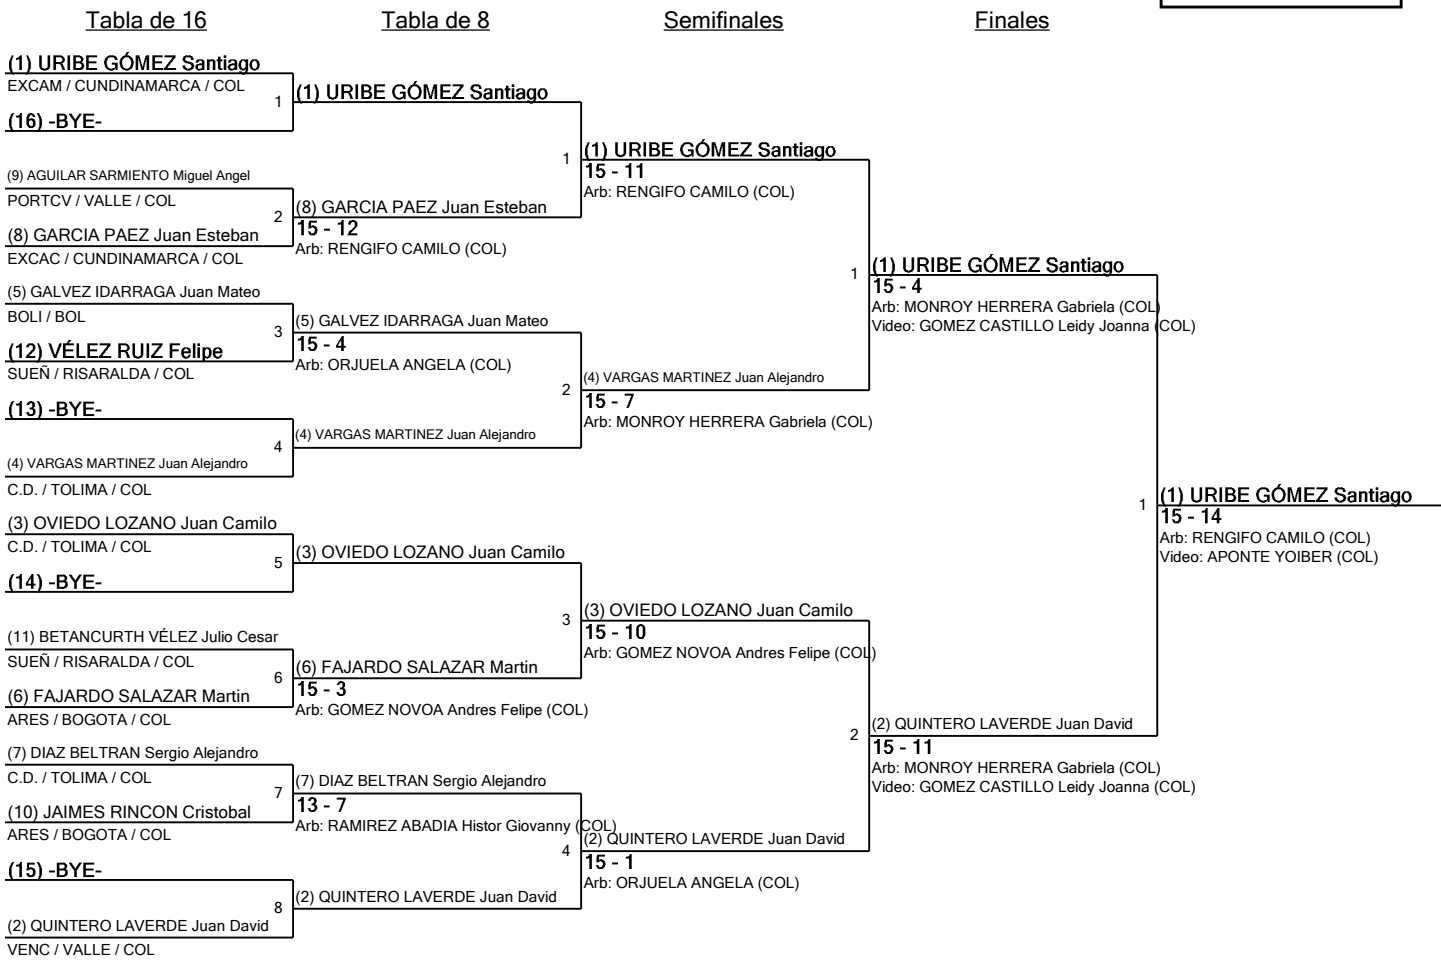 Tabla de 16
Tabla de 8
Semifinales
Finales
(1) URIBE GÓMEZ Santiago
EXCAM / CUNDINAMARCA / COL
1
(16) -BYE-
(9) AGUILAR SARMIENTO Miguel Angel
PORTCV / VALLE / COL
2
(8) GARCIA PAEZ Juan Esteban
EXCAC / CUNDINAMARCA / COL
(5) GALVEZ IDARRAGA Juan Mateo
BOLI / BOL
3
(12) VÉLEZ RUIZ Felipe
SUEÑ / RISARALDA / COL
(13) -BYE-
4
(4) VARGAS MARTINEZ Juan Alejandro
C.D. / TOLIMA / COL
(3) OVIEDO LOZANO Juan Camilo
C.D. / TOLIMA / COL
5
(14) -BYE-
(11) BETANCURTH VÉLEZ Julio Cesar
SUEÑ / RISARALDA / COL
6
(6) FAJARDO SALAZAR Martin
ARES / BOGOTA / COL
(7) DIAZ BELTRAN Sergio Alejandro
C.D. / TOLIMA / COL
7
(10) JAIMES RINCON Cristobal
ARES / BOGOTA / COL
(15) -BYE-
8
(2) QUINTERO LAVERDE Juan David
VENC / VALLE / COL
(1) URIBE GÓMEZ Santiago
1
(8) GARCIA PAEZ Juan Esteban
15 - 12
Arb: RENGIFO CAMILO (COL)
(5) GALVEZ IDARRAGA Juan Mateo
15 - 4
Arb: ORJUELA ANGELA (COL)
2
(4) VARGAS MARTINEZ Juan Alejandro
(3) OVIEDO LOZANO Juan Camilo
3
(6) FAJARDO SALAZAR Martin
15 - 3
Arb: GOMEZ NOVOA Andres Felipe (COL)
(7) DIAZ BELTRAN Sergio Alejandro
13 - 7
Arb: RAMIREZ ABADIA Histor Giovanny (COL)
4
(2) QUINTERO LAVERDE Juan David
(1) URIBE GÓMEZ Santiago
15 - 11
Arb: RENGIFO CAMILO (COL)
1
(4) VARGAS MARTINEZ Juan Alejandro
15 - 7
Arb: MONROY HERRERA Gabriela (COL)
(3) OVIEDO LOZANO Juan Camilo
15 - 10
Arb: GOMEZ NOVOA Andres Felipe (COL)
2
(2) QUINTERO LAVERDE Juan David
15 - 1
Arb: ORJUELA ANGELA (COL)
(1) URIBE GÓMEZ Santiago
15 - 4
Arb: MONROY HERRERA Gabriela (COL)
Video: GOMEZ CASTILLO Leidy Joanna (COL)
1
(2) QUINTERO LAVERDE Juan David
15 - 11
Arb: MONROY HERRERA Gabriela (COL)
Video: GOMEZ CASTILLO Leidy Joanna (COL)
(1) URIBE GÓMEZ Santiago
15 - 14
Arb: RENGIFO CAMILO (COL)
Video: APONTE YOIBER (COL)